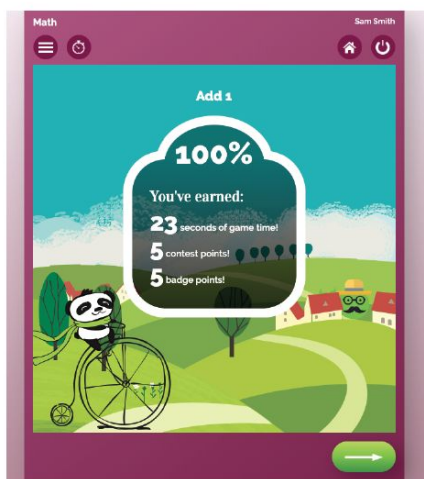 Math
Sam Smith
Add 1
100%
You've earned:
23 seconds of game time!
5 contest points!
5 badge points!